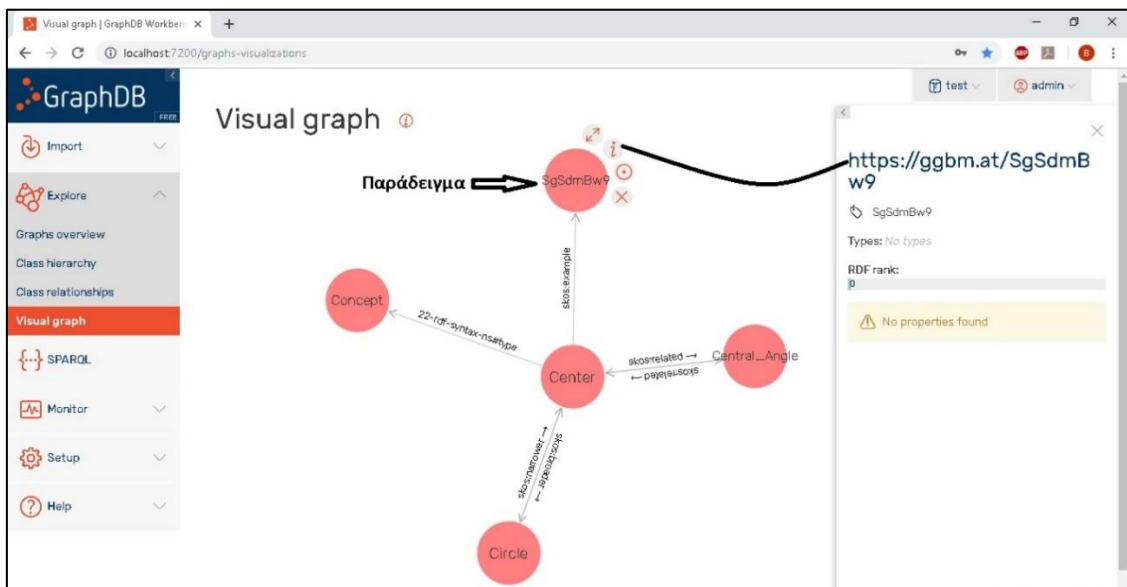 Visual graph | GraphDB Workben
localhost:7200/graphs-visualizations
ABP
B
GraphDB
FREE
test
admin
Import
Explore
Graphs overview
Class hierarchy
Class relationships
Visual graph
SPARQL
Monitor
Setup
Help
Visual graph
Παράδειγμα
SgSdmBw9
skos:example
Concept
22-rdf-syntax-ns#type
Center
skos:related →
← skos:related
Central_Angle
skos:narrower →
← skos:broader
Circle
https://ggbm.at/SgSdmB
w9
SgSdmBw9
Types: No types
RDF rank:
0
No properties found